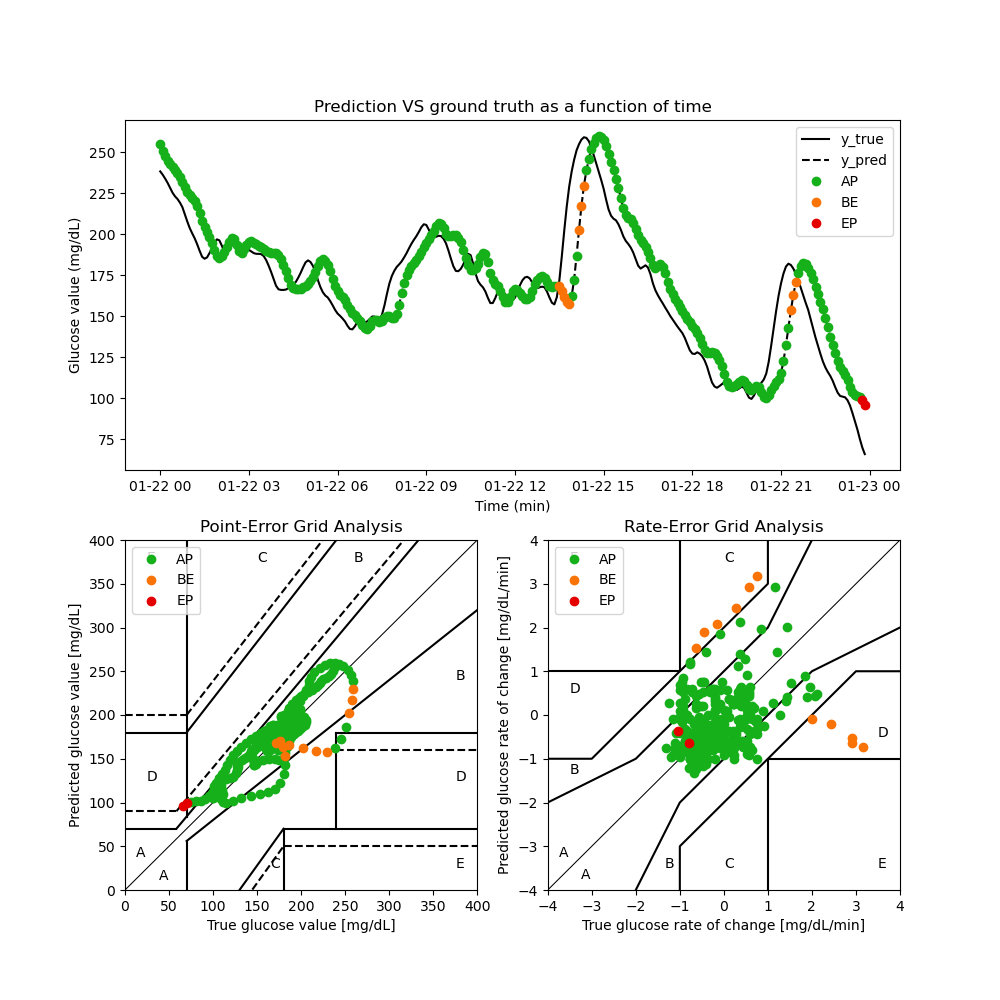 Prediction VS ground truth as a function of time
Glucose value (mg/dL)
250
225
200
175
150
125
100
75
y_true
y_pred
AP
BE
EP
01-22 00 01-22 03 01-22 06 01-22 09 01-22 12 01-22 15 01-22 18 01-22 21 01-23 00
Time (min)
Point-Error Grid Analysis
Predicted glucose value [mg/dL]
400
350
300
250
200
150
100
50
0
AP
BE
EP
C
B
B
D
D
A
A
C
E
0 50 100 150 200 250 300 350 400
True glucose value [mg/dL]
Rate-Error Grid Analysis
Predicted glucose rate of change [mg/dL/min]
4
3
2
1
0
−1
−2
−3
−4
AP
BE
EP
C
D
D
B
A
A
B
C
E
−4 −3 −2 −1 0 1 2 3 4
True glucose rate of change [mg/dL/min]